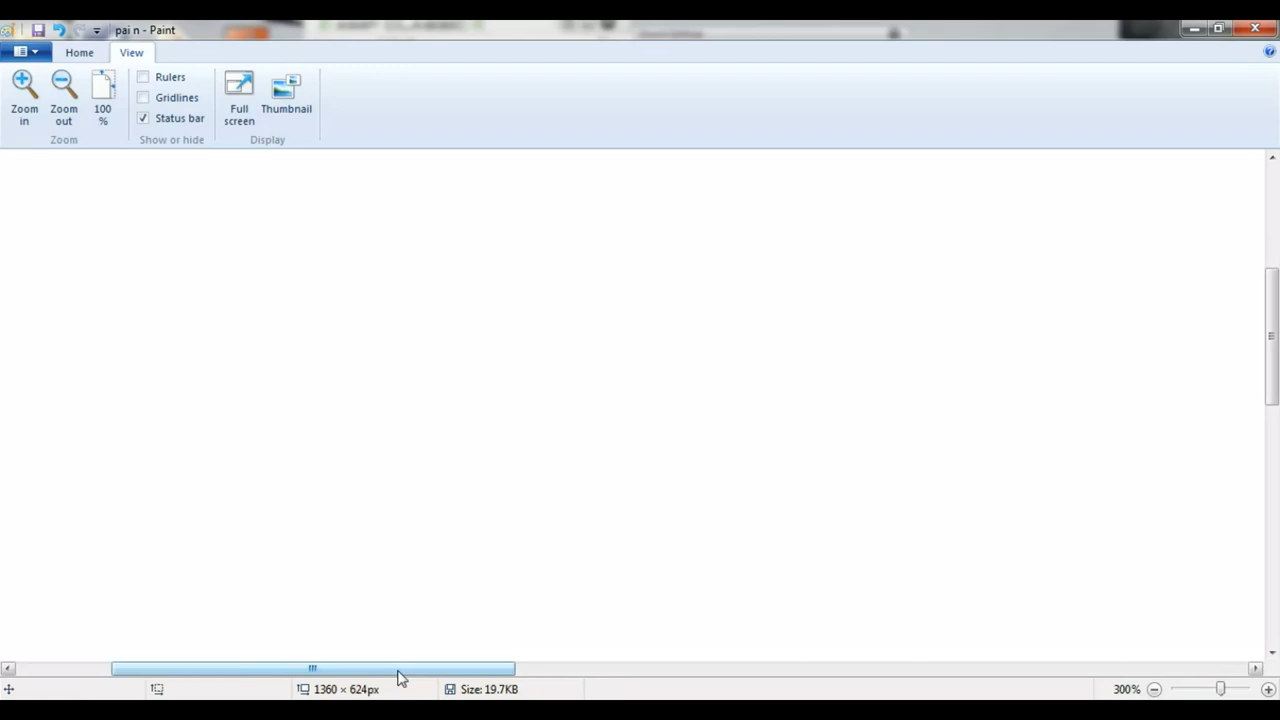 pai n - Paint
Home View
Zoom in
Zoom out
100 %
Rulers
Gridlines
Status bar
Full screen
Thumbnail
Zoom
Show or hide
Display
1360 × 624px
Size: 19.7KB
300%